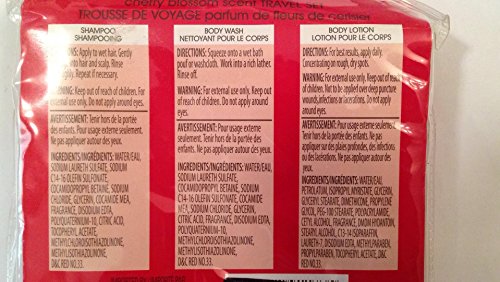 cherry blossom scent TRAVEL SET
TROUSSE DE VOYAGE parfum de fleurs de cerisier
SHAMPOO
SHAMPOOING
DIRECTIONS: Apply to wet hair. Gently
into hair and scalp. Rinse
Repeat if necessary.
WARNING: For external use only. Keep
out of reach of children. For
Do not apply around eyes.
AVERTISSEMENT: Tenir hors de la portée
des enfants. Pour usage externe seulement.
Ne pas appliquer autour des yeux.
INGREDIENTS/INGRÉDIENTS: WATER/EAU,
SODIUM LAURETH SULFATE, SODIUM
C14-16 OLEFIN SULFONATE,
COCAMIDOPROPYL BETAINE, SODIUM
CHLORIDE, GLYCERIN, COCAMIDE
MEA, FRAGRANCE, DISODIUM EDTA,
POLYQUATERNIUM-10, CITRIC ACID,
TOCOPHERYL ACETATE,
METHYLCHLOROISOTHIAZOLINONE,
METHYLISOTHIAZOLINONE,
D&C RED NO.33.
BODY WASH
NETTOYANT POUR LE CORPS
DIRECTIONS: Squeeze onto a wet bath
pouf or washcloth. Work into a rich lather.
Rinse off.
WARNING: For external use only. Keep out
of reach of children. Do not apply around
eyes.
AVERTISSEMENT: Pour usage externe
seulement. Tenir hors de la portée des
enfants. Ne pas appliquer autour des yeux.
INGREDIENTS/INGRÉDIENTS: WATER/EAU,
SODIUM LAURETH SULFATE,
COCAMIDOPROPYL BETAINE, SODIUM
C14-16 OLEFIN SULFONATE, COCAMIDE
MEA, SODIUM CHLORIDE, GLYCERIN,
CITRIC ACID, FRAGRANCE, DISODIUM
EDTA, POLYQUATERNIUM-10,
METHYLCHLOROISOTHIAZOLINONE,
METHYLISOTHIAZOLINONE,
D&C RED NO.33.
BODY LOTION
LOTION POUR LE CORPS
DIRECTIONS: For best results, apply daily.
Concentrating on rough, dry spots.
WARNING: For external use only. Keep out of reach of children.
Not to be applied over deep puncture
wounds, infections or lacerations. Do not apply
around eyes.
AVERTISSEMENT: Pour usage externe seulement.
Tenir hors de la portée des enfants. Ne pas
appliquer sur des plaies profondes, des infections
ou des lacérations. Ne pas appliquer autour
des yeux.
INGREDIENTS/INGRÉDIENTS: WATER/EAU,
PETROLATUM, ISOPROPYL MYRISTATE, GLYCERIN,
GLYCERYL STEARATE, DIMETHICONE, PROPYLENE
GLYCOL, PEG-100 STEARATE, POLYACRYLAMIDE,
CETYL ALCOHOL, FRAGRANCE, DMDM HYDANTOIN,
STEARYL ALCOHOL, C13-14 ISOPARAFFIN,
LAURETH-7, DISODIUM EDTA, METHYLPARABEN,
PROPYLPARABEN, TOCOPHERYL ACETATE, D&C
RED NO.33.